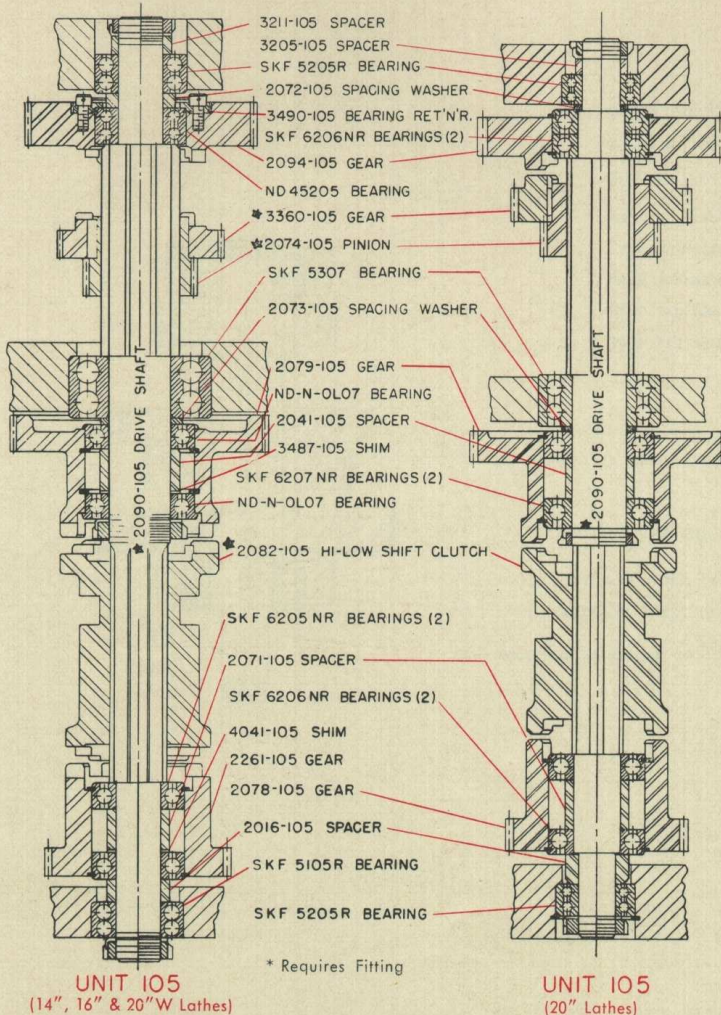 3211-105 SPACER
3205-105 SPACER
SKF 5205R BEARING
2072-105 SPACING WASHER
3490-105 BEARING RET'N'R.
SKF 6206NR BEARINGS (2)
2094-105 GEAR
ND 45205 BEARING
★ 3360-105 GEAR
★ 2074-105 PINION
SKF 5307 BEARING
2073-105 SPACING WASHER
2079-105 GEAR
ND-N-OL07 BEARING
2041-105 SPACER
3487-105 SHIM
SKF 6207 NR BEARINGS (2)
ND-N-OL07 BEARING
★ 2090-105 DRIVE SHAFT
★ 2090-105 DRIVE SHAFT
★ 2082-105 HI-LOW SHIFT CLUTCH
SKF 6205 NR BEARINGS (2)
2071-105 SPACER
SKF 6206NR BEARINGS (2)
4041-105 SHIM
2261-105 GEAR
2078-105 GEAR
2016-105 SPACER
SKF 5105R BEARING
SKF 5205R BEARING
* Requires Fitting
UNIT 105
(14", 16" & 20"W Lathes)
UNIT 105
(20" Lathes)